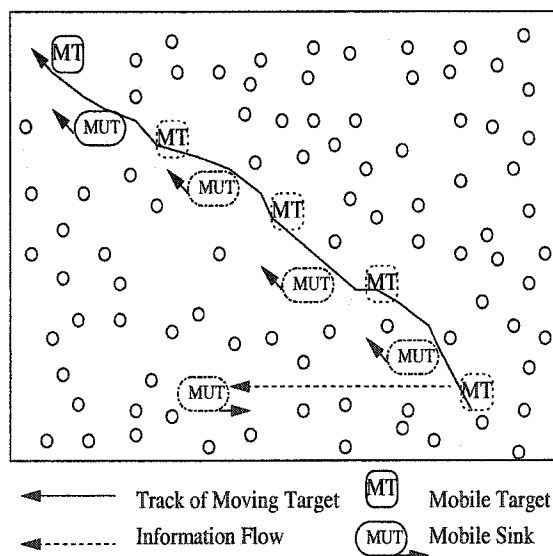 MT
MUT
MT
MUT
MT
MUT
MT
MUT
MUT
MT
Track of Moving Target
MT
Mobile Target
Information Flow
MUT
Mobile Sink